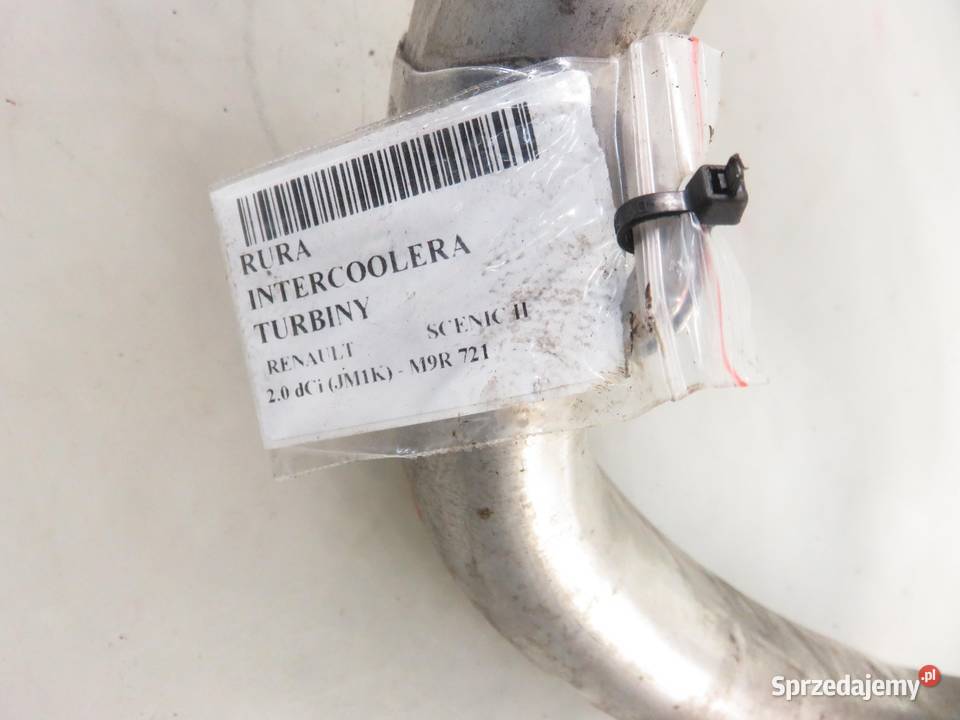 RURA
INTERCOOLERA
TURBINY
RENAULT SCENIC II
2.0 dCi (JM1K) - M9R 721
Sprzedajemy.pl